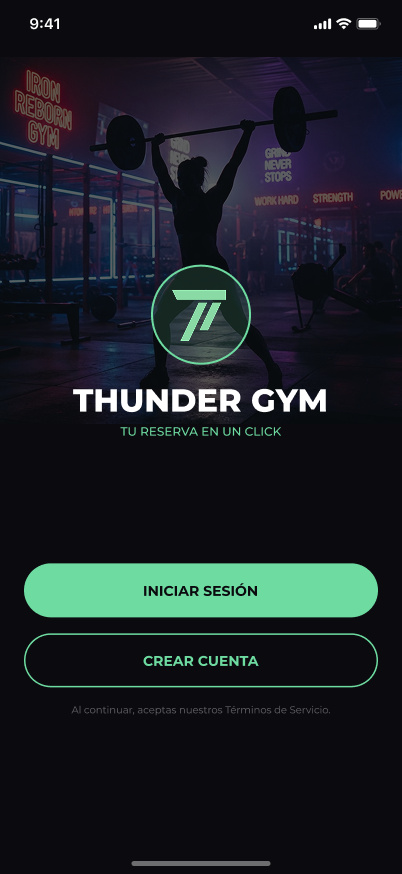 9:41
IRON
REBORN
GYM
GRIND
NEVER
STOPS
WORK HARD
STRENGTH
THUNDER GYM
TU RESERVA EN UN CLICK
INICIAR SESIÓN
CREAR CUENTA
Al continuar, aceptas nuestros Términos de Servicio.